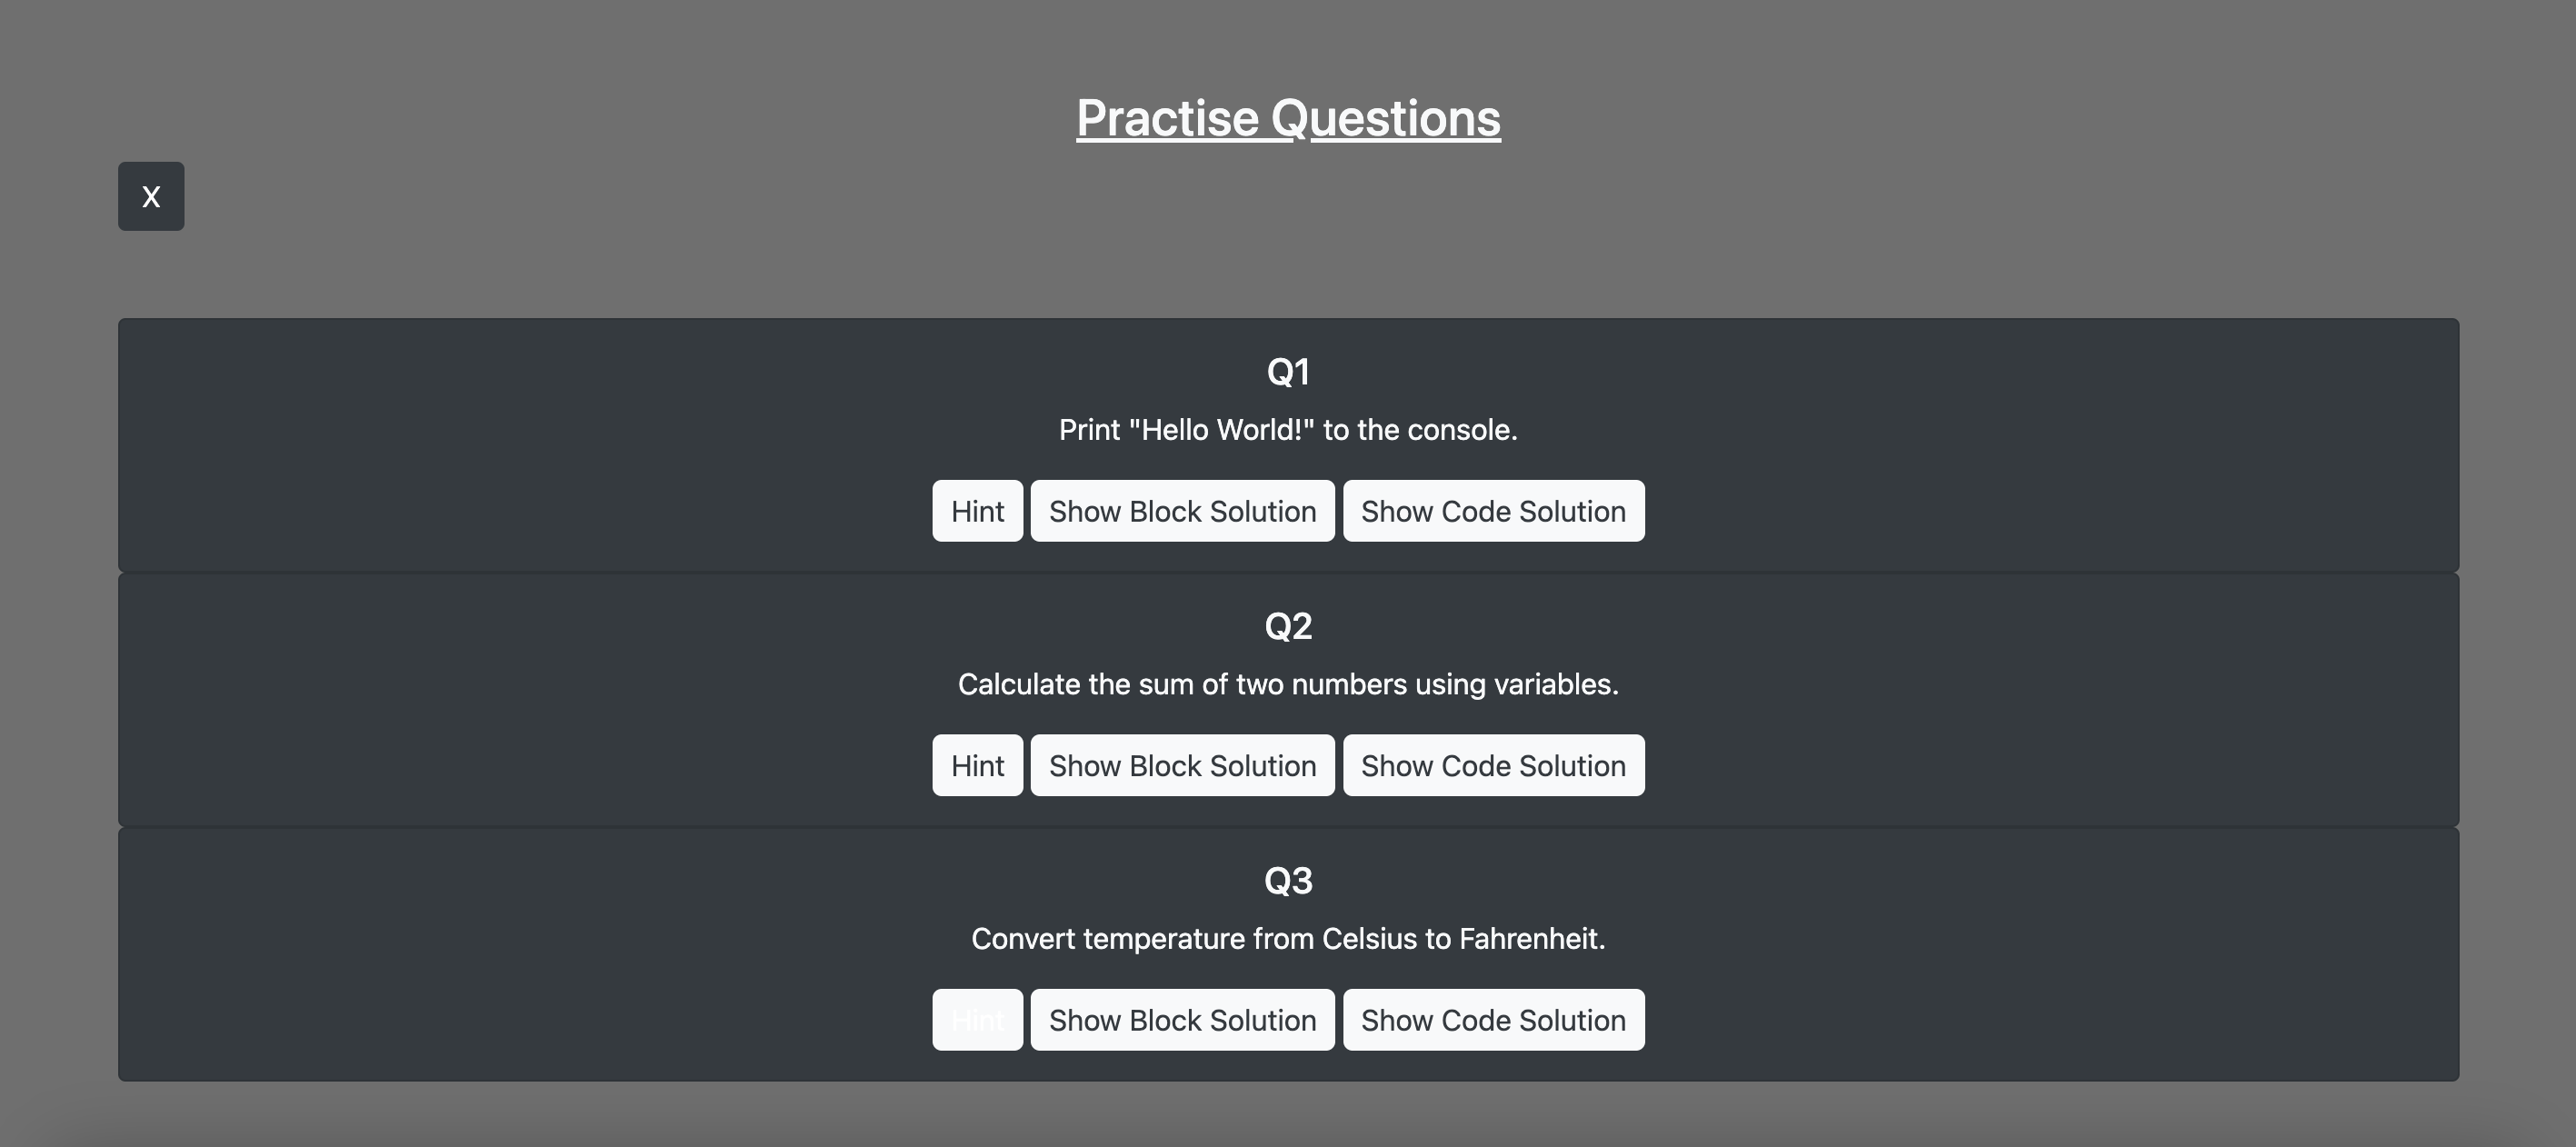 Practise Questions
X
Q1
Print "Hello World!" to the console.
Hint Show Block Solution Show Code Solution
Q2
Calculate the sum of two numbers using variables.
Hint Show Block Solution Show Code Solution
Q3
Convert temperature from Celsius to Fahrenheit.
Hint Show Block Solution Show Code Solution